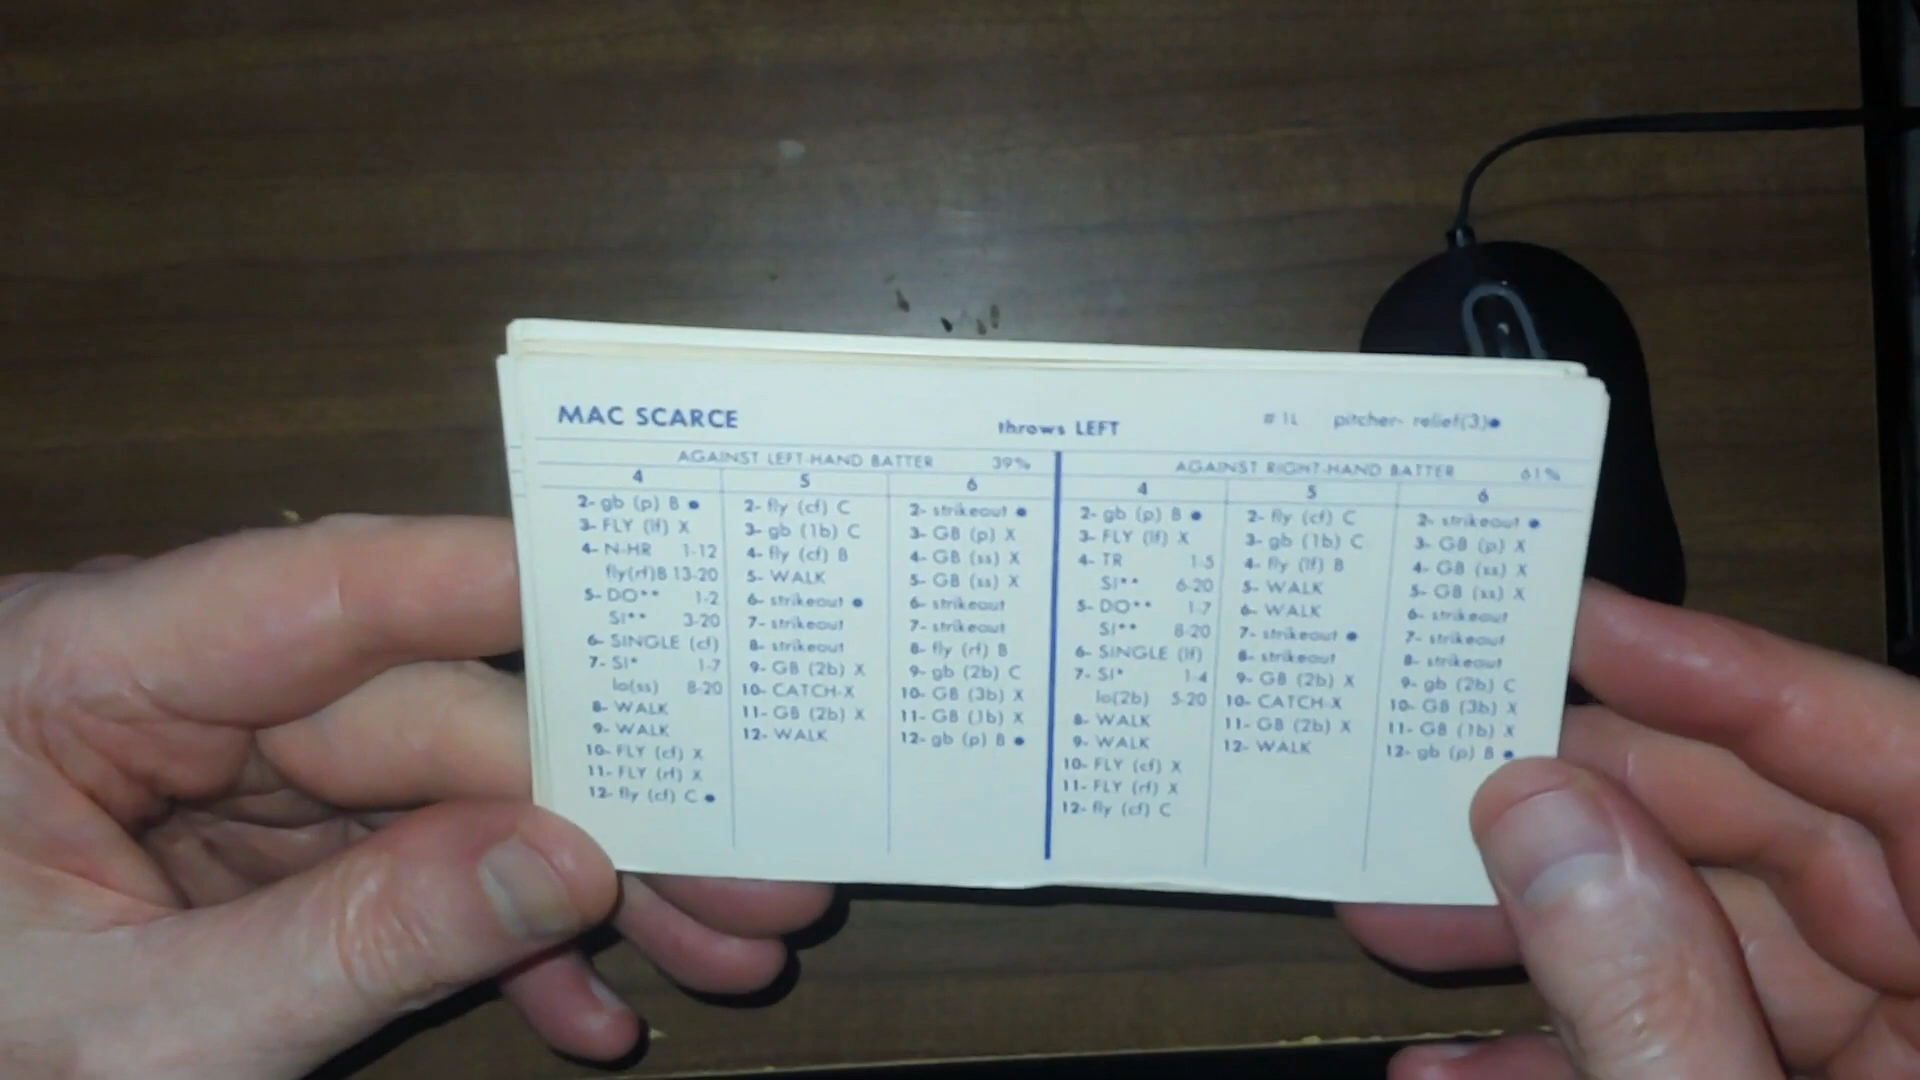 MAC SCARCE throws LEFT # 1L pitcher- relief(3)●
AGAINST LEFT-HAND BATTER 39%
4
2- gb (p) B ●
3- FLY (lf) X
4- N-HR 1-12
fly(rf)B 13-20
5- DO** 1-2
SI** 3-20
6- SINGLE (cf)
7- SI* 1-7
lo(ss) 8-20
8- WALK
9- WALK
10- FLY (cf) X
11- FLY (rf) X
12- fly (cf) C ●
5
2- fly (cf) C
3- gb (1b) C
4- fly (cf) B
5- WALK
6- strikeout ●
7- strikeout
8- strikeout
9- GB (2b) X
10- CATCH-X
11- GB (2b) X
12- WALK
6
2- strikeout ●
3- GB (p) X
4- GB (ss) X
5- GB (ss) X
6- strikeout
7- strikeout
8- fly (rf) B
9- gb (2b) C
10- GB (3b) X
11- GB (1b) X
12- gb (p) B ●
AGAINST RIGHT-HAND BATTER 61%
4
2- gb (p) B ●
3- FLY (lf) X
4- TR 1-5
SI** 6-20
5- DO** 1-7
SI** 8-20
6- SINGLE (lf)
7- SI* 1-4
lo(2b) 5-20
8- WALK
9- WALK
10- FLY (cf) X
11- FLY (rf) X
12- fly (cf) C
5
2- fly (cf) C
3- gb (1b) C
4- fly (lf) B
5- WALK
6- WALK
7- strikeout ●
8- strikeout
9- GB (2b) X
10- CATCH-X
11- GB (2b) X
12- WALK
6
2- strikeout ●
3- GB (p) X
4- GB (ss) X
5- GB (ss) X
6- strikeout
7- strikeout
8- strikeout
9- gb (2b) C
10- GB (3b) X
11- GB (1b) X
12- gb (p) B ●